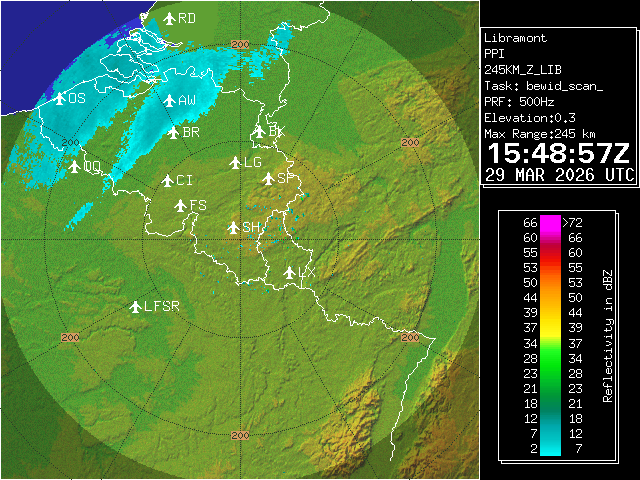 RD
200
OS
AW
BR
BK
200
200
OQ
LG
CI
SP
FS
SH
LX
LFSR
200
200
200
Libramont
PPI
245KM_Z_LIB
Task: bewid_scan_
PRF: 500Hz
Elevation:0.3
Max Range:245 km
15:48:57Z
29 MAR 2026 UTC
66 >72
60 66
55 60
53 55
50 53
44 50
39 44
37 39
34 37
28 34
23 28
21 23
18 21
12 18
7 12
2 7
Reflectivity in dBZ